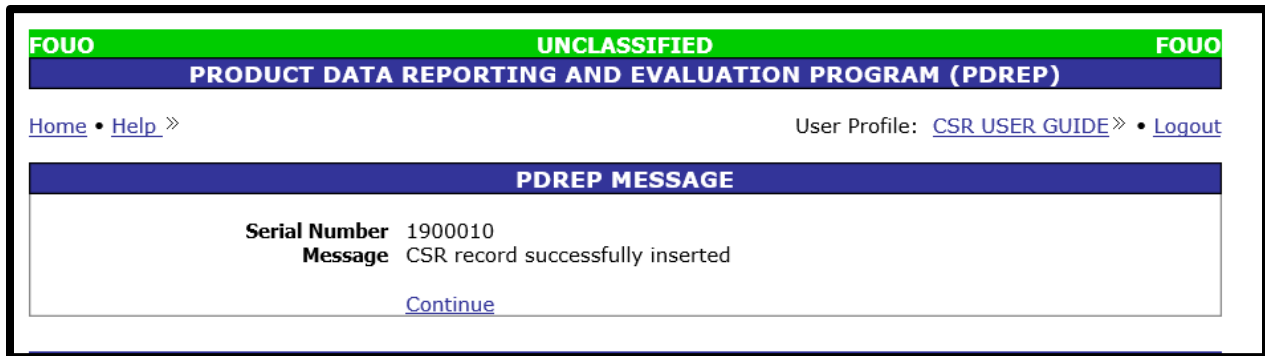 FOUO UNCLASSIFIED FOUO
PRODUCT DATA REPORTING AND EVALUATION PROGRAM (PDREP)
Home • Help » User Profile: CSR USER GUIDE» • Logout
PDREP MESSAGE
Serial Number 1900010
Message CSR record successfully inserted
Continue